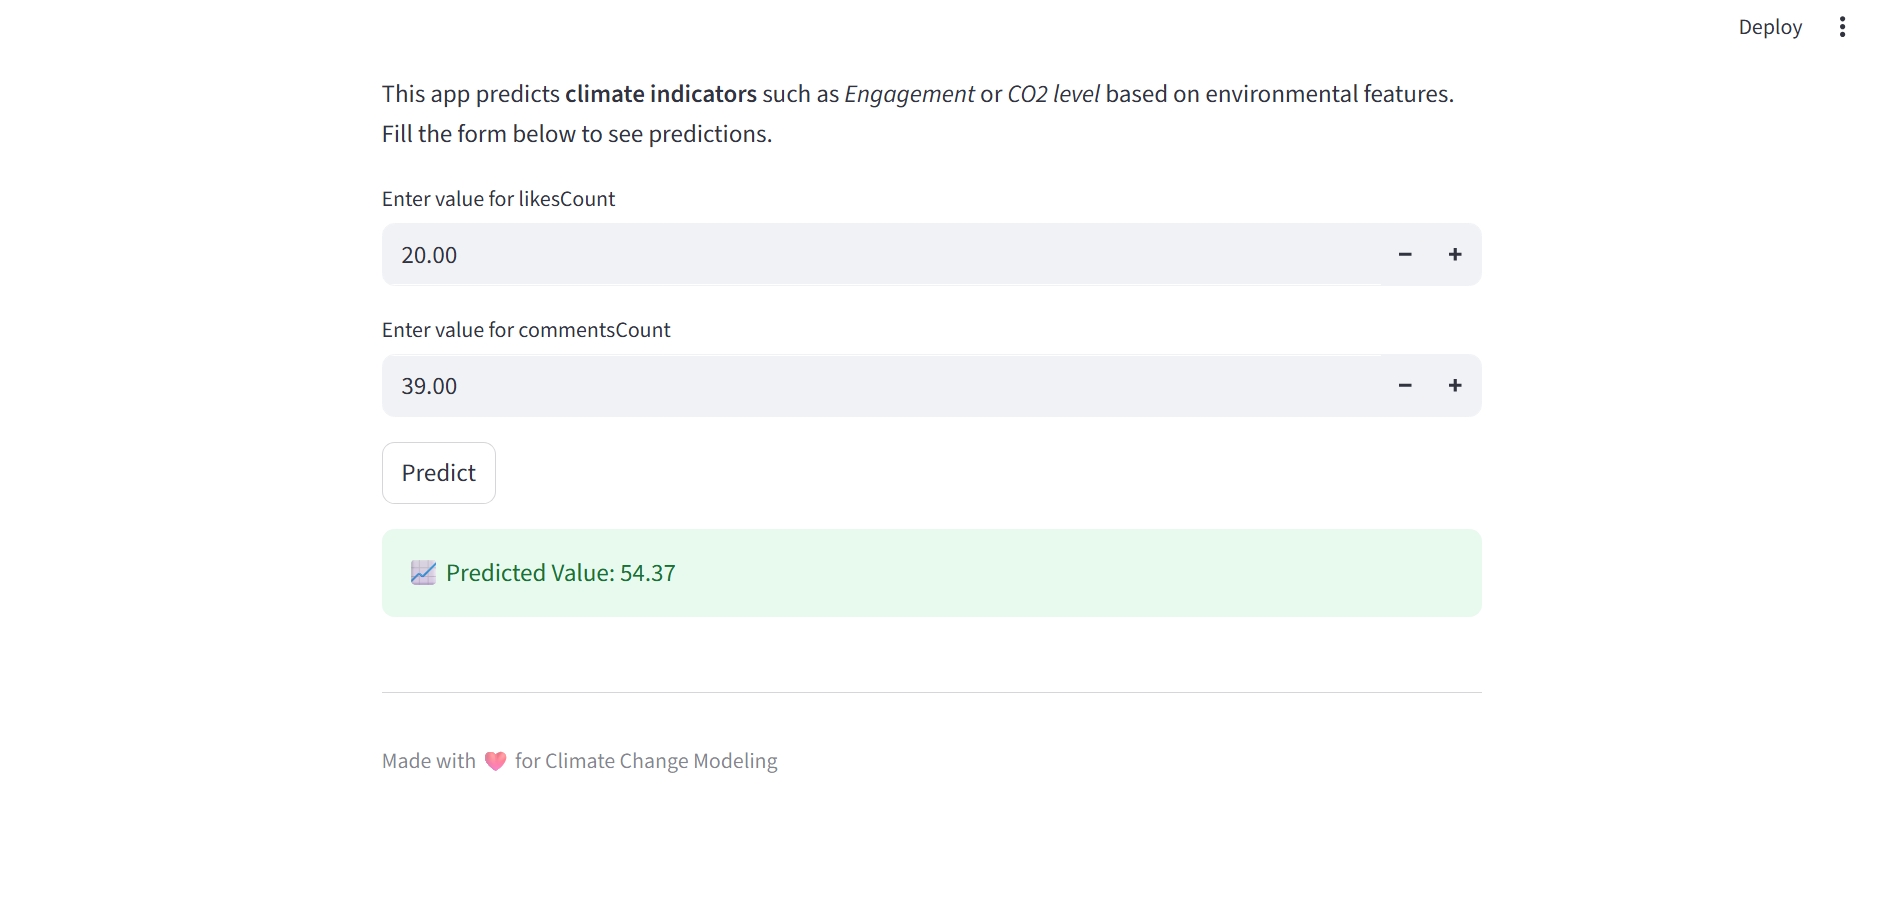 Deploy
This app predicts climate indicators such as Engagement or CO2 level based on environmental features.
Fill the form below to see predictions.
Enter value for likesCount
20.00
Enter value for commentsCount
39.00
Predict
Predicted Value: 54.37
Made with ❤️ for Climate Change Modeling